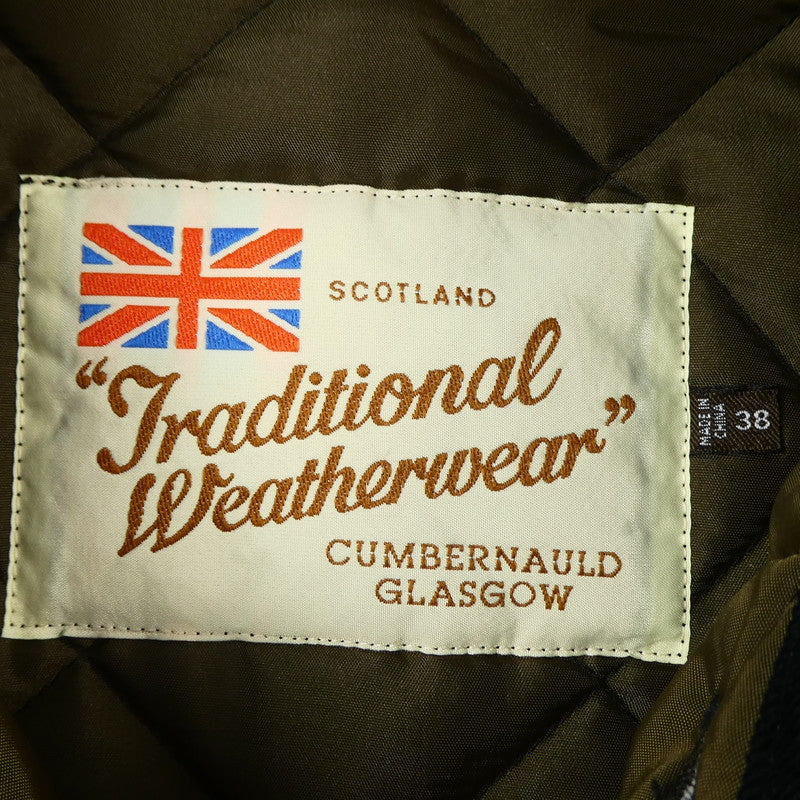 SCOTLAND
“Traditional
Weatherwear”
CUMBERNAULD
GLASGOW
MADE IN
CHINA
38